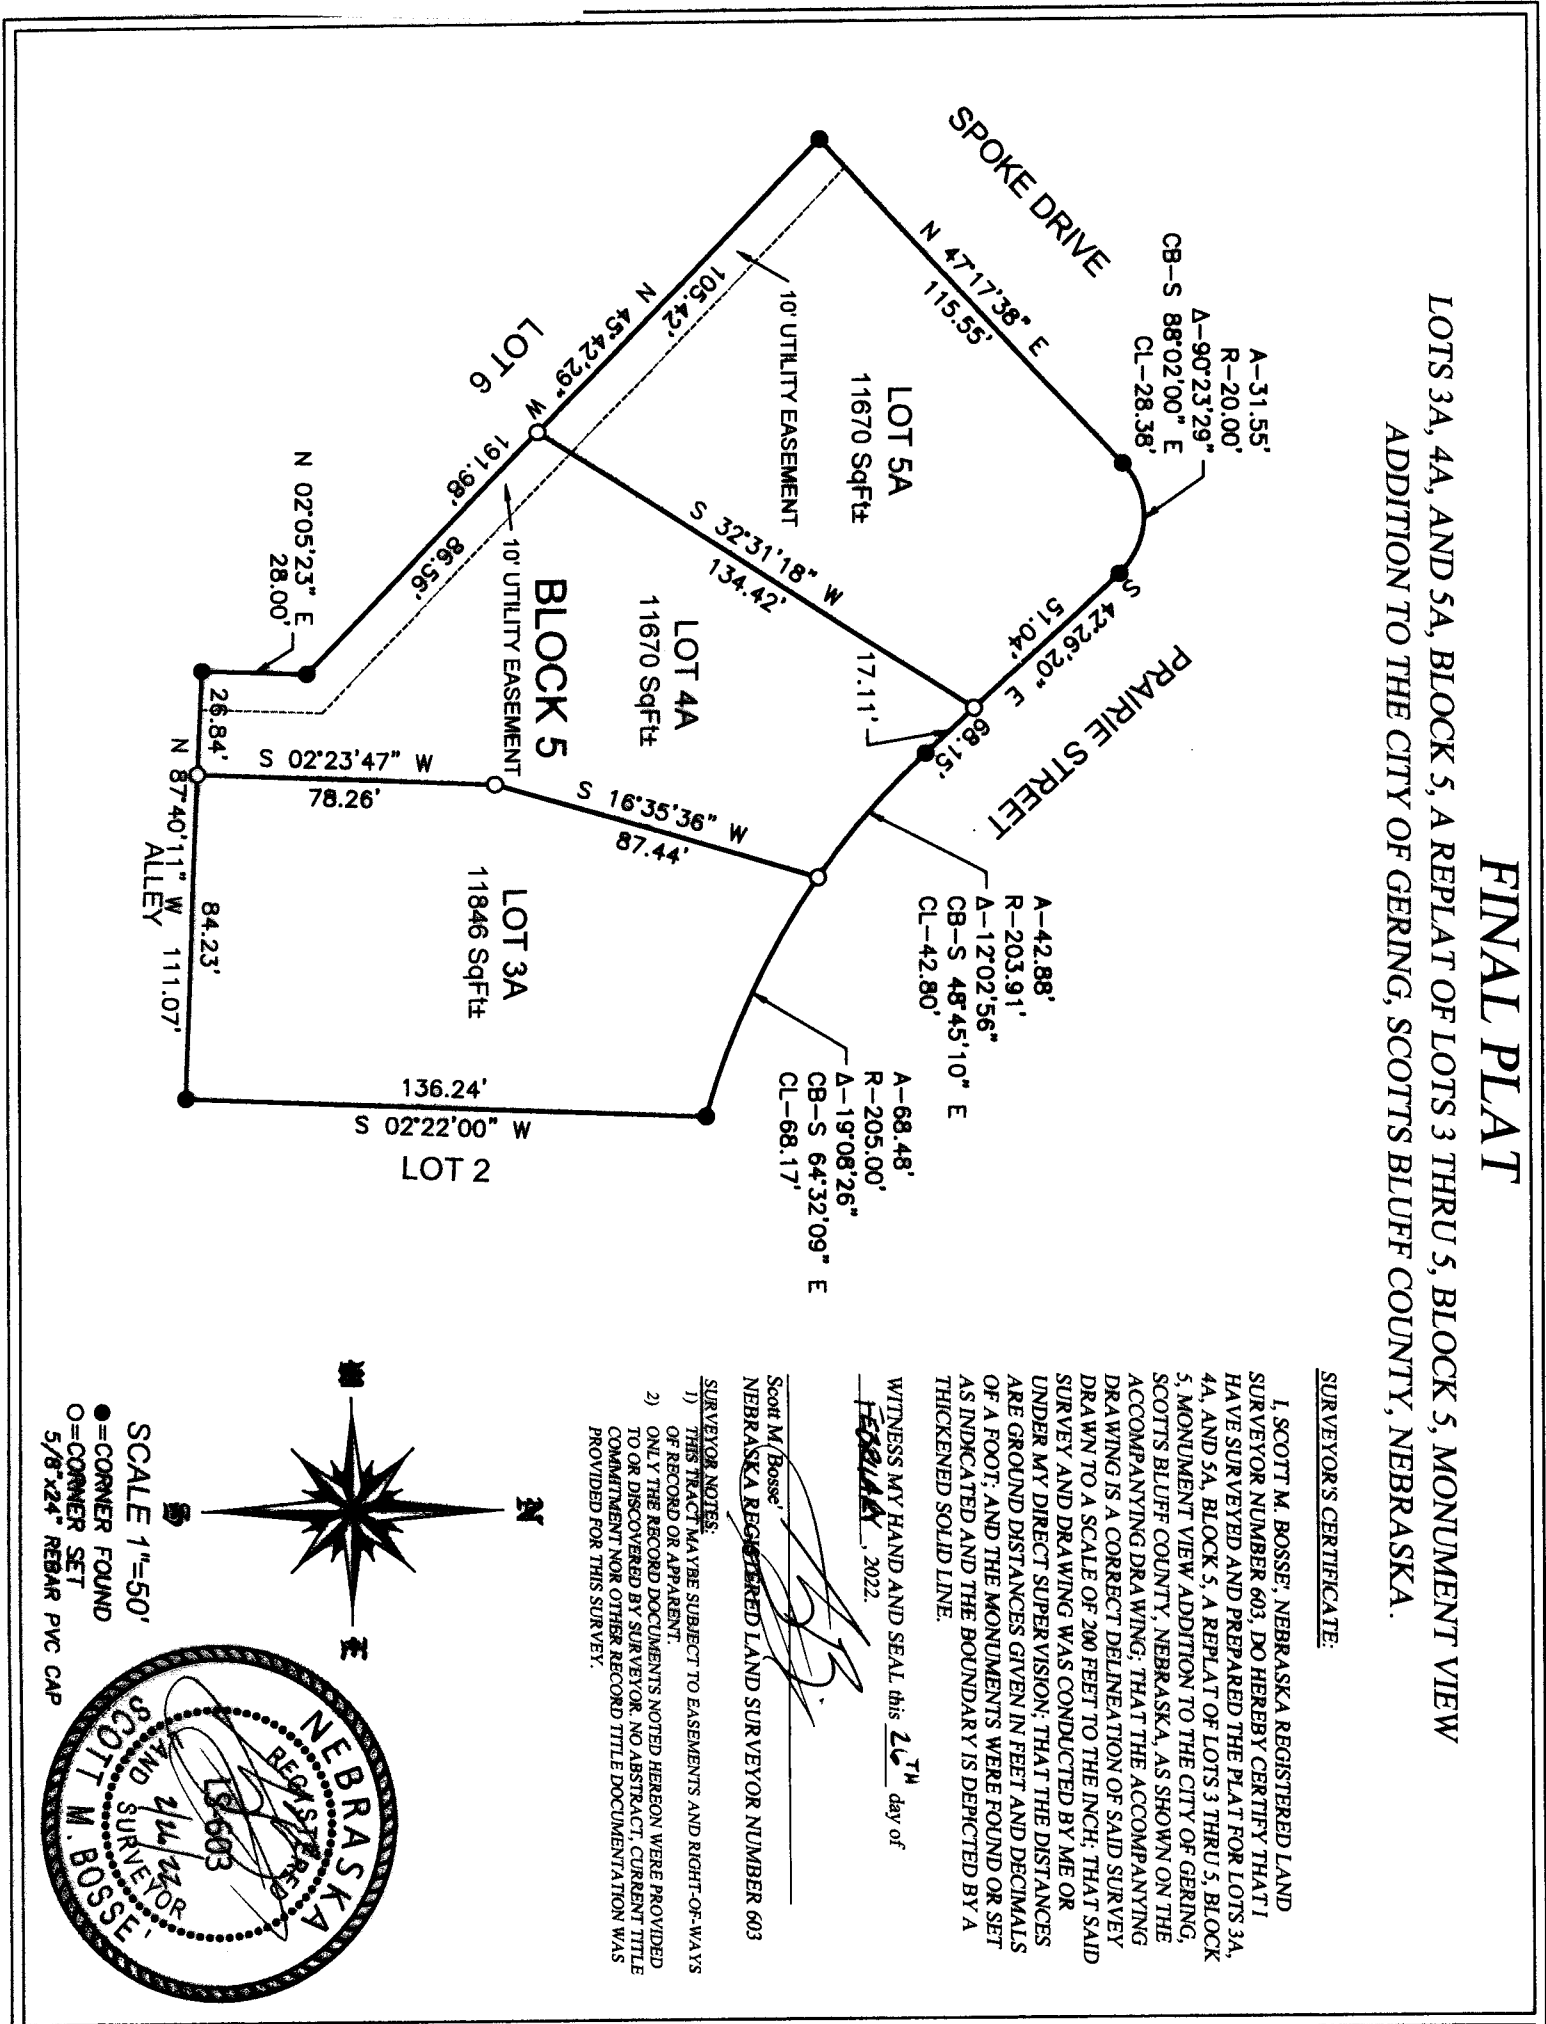 FINAL PLAT
LOTS 3A, 4A, AND 5A, BLOCK 5, A REPLAT OF LOTS 3 THRU 5, BLOCK 5, MONUMENT VIEW
ADDITION TO THE CITY OF GERING, SCOTTS BLUFF COUNTY, NEBRASKA.
A-31.55'
R-20.00'
Δ-90°23'29"
CB-S 88°02'00" E
CL-28.38'
SPOKE DRIVE
N 47°17'38" E
115.55'
S 42°26'20" E
51.04'
68.15'
17.11'
PRAIRIE STREET
LOT 5A
11670 SqFt±
10' UTILITY EASEMENT
105.42'
N 45°42'29" W
191.98'
86.56'
LOT 6
S 32°31'18" W
134.42'
LOT 4A
11670 SqFt±
BLOCK 5
10' UTILITY EASEMENT
N 02°05'23" E
28.00'
26.84'
S 02°23'47" W
78.26'
S 16°35'36" W
87.44'
A-42.88'
R-203.91'
Δ-12°02'56"
CB-S 48°45'10" E
CL-42.80'
A-68.48'
R-205.00'
Δ-19°08'26"
CB-S 64°32'09" E
CL-68.17'
LOT 3A
11846 SqFt±
84.23'
N 87°40'11" W 111.07'
ALLEY
136.24'
S 02°22'00" W
LOT 2
SURVEYOR'S CERTIFICATE:
I, SCOTT M. BOSSE', NEBRASKA REGISTERED LAND
SURVEYOR NUMBER 603, DO HEREBY CERTIFY THAT I
HAVE SURVEYED AND PREPARED THE PLAT FOR LOTS 3A,
4A, AND 5A, BLOCK 5, A REPLAT OF LOTS 3 THRU 5, BLOCK
5, MONUMENT VIEW ADDITION TO THE CITY OF GERING,
SCOTTS BLUFF COUNTY, NEBRASKA, AS SHOWN ON THE
ACCOMPANYING DRAWING; THAT THE ACCOMPANYING
DRAWING IS A CORRECT DELINEATION OF SAID SURVEY
DRAWN TO A SCALE OF 200 FEET TO THE INCH; THAT SAID
SURVEY AND DRAWING WAS CONDUCTED BY ME OR
UNDER MY DIRECT SUPERVISION; THAT THE DISTANCES
ARE GROUND DISTANCES GIVEN IN FEET AND DECIMALS
OF A FOOT; AND THE MONUMENTS WERE FOUND OR SET
AS INDICATED AND THE BOUNDARY IS DEPICTED BY A
THICKENED SOLID LINE.
WITNESS MY HAND AND SEAL this 26TH day of
FEBRUARY, 2022.
Scott M. Bosse'
NEBRASKA REGISTERED LAND SURVEYOR NUMBER 603
SURVEYOR NOTES:
1) THIS TRACT MAYBE SUBJECT TO EASEMENTS AND RIGHT-OF-WAYS
OF RECORD OR APPARENT.
2) ONLY THE RECORD DOCUMENTS NOTED HEREON WERE PROVIDED
TO OR DISCOVERED BY SURVEYOR. NO ABSTRACT, CURRENT TITLE
COMMITMENT NOR OTHER RECORD TITLE DOCUMENTATION WAS
PROVIDED FOR THIS SURVEY.
N
W
E
S
SCALE 1"=50'
●=CORNER FOUND
O=CORNER SET
5/8"x24" REBAR PVC CAP
NEBRASKA
REGISTERED
LS-603
2/26/22
LAND SURVEYOR
SCOTT M. BOSSE'